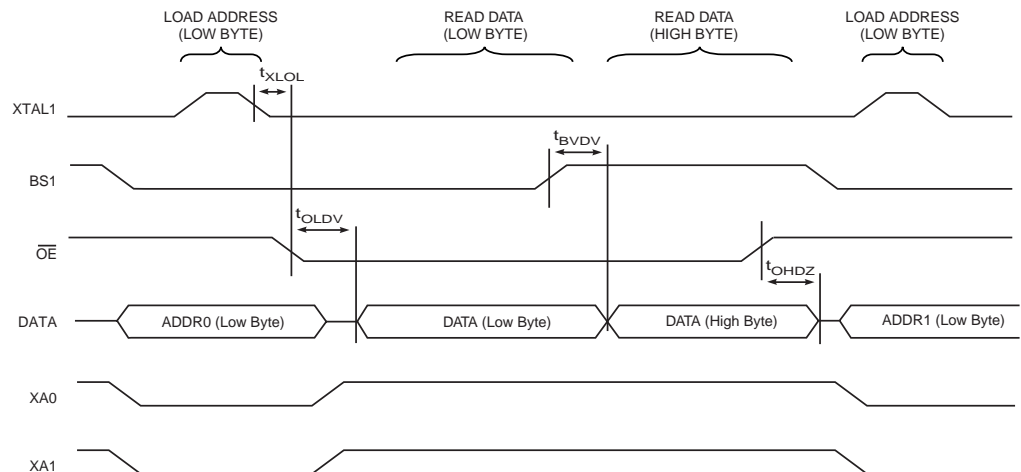 LOAD ADDRESS
(LOW BYTE)
READ DATA
(LOW BYTE)
READ DATA
(HIGH BYTE)
LOAD ADDRESS
(LOW BYTE)
tXLOL
XTAL1
tBVDV
BS1
tOLDV
OE
tOHDZ
DATA
ADDR0 (Low Byte)
DATA (Low Byte)
DATA (High Byte)
ADDR1 (Low Byte)
XA0
XA1